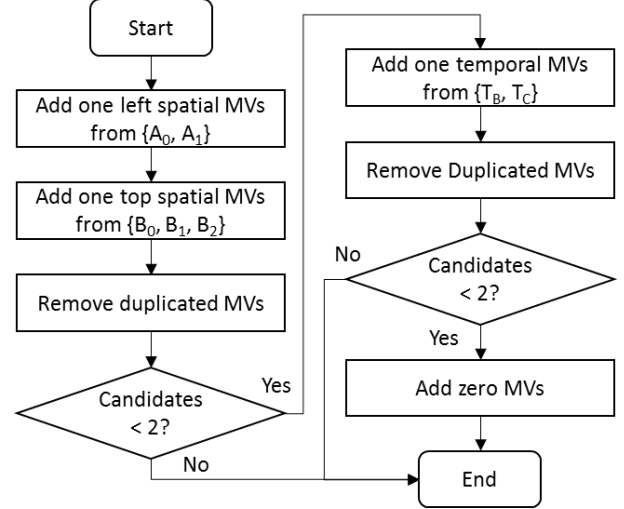 Start
Add one left spatial MVs
from {A₀, A₁}
Add one top spatial MVs
from {B₀, B₁, B₂}
Remove duplicated MVs
Candidates
< 2?
Yes
No
Add one temporal MVs
from {T_B, T_C}
Remove Duplicated MVs
Candidates
< 2?
No
Yes
Add zero MVs
End